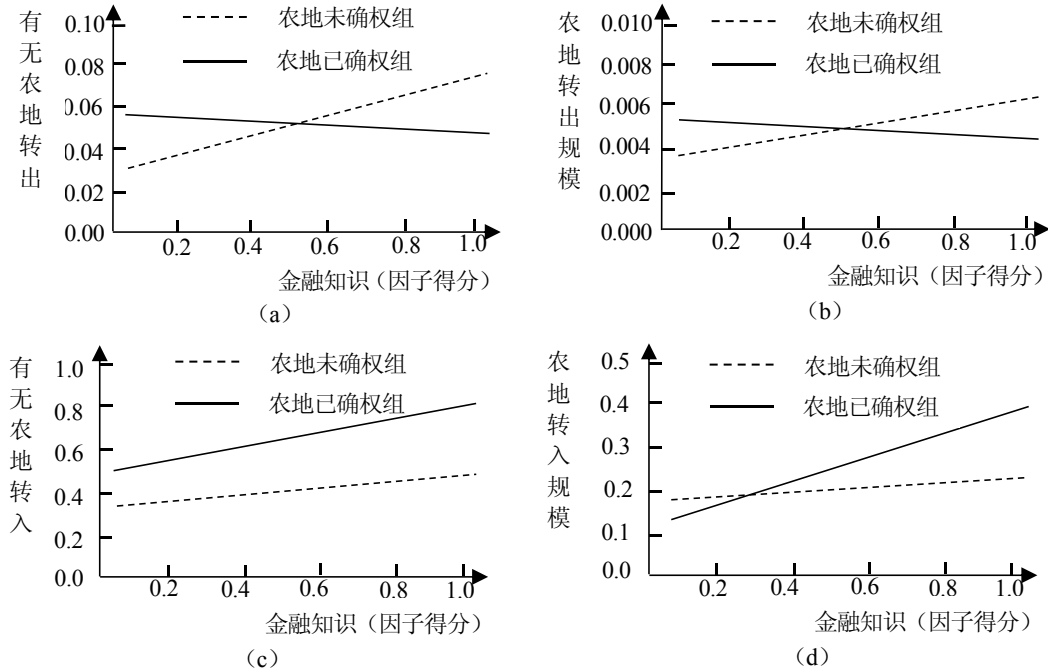 有无农地转出
0.10
0.08
0.06
0.04
0.02
0.00
农地未确权组
农地已确权组
0.2 0.4 0.6 0.8 1.0
金融知识（因子得分）
（a）
农地转出规模
0.010
0.008
0.006
0.004
0.002
0.000
农地未确权组
农地已确权组
0.2 0.4 0.6 0.8 1.0
金融知识（因子得分）
（b）
有无农地转入
1.0
0.8
0.6
0.4
0.2
0.0
农地未确权组
农地已确权组
0.2 0.4 0.6 0.8 1.0
金融知识（因子得分）
（c）
农地转入规模
0.5
0.4
0.3
0.2
0.1
0.0
农地未确权组
农地已确权组
0.2 0.4 0.6 0.8 1.0
金融知识（因子得分）
（d）